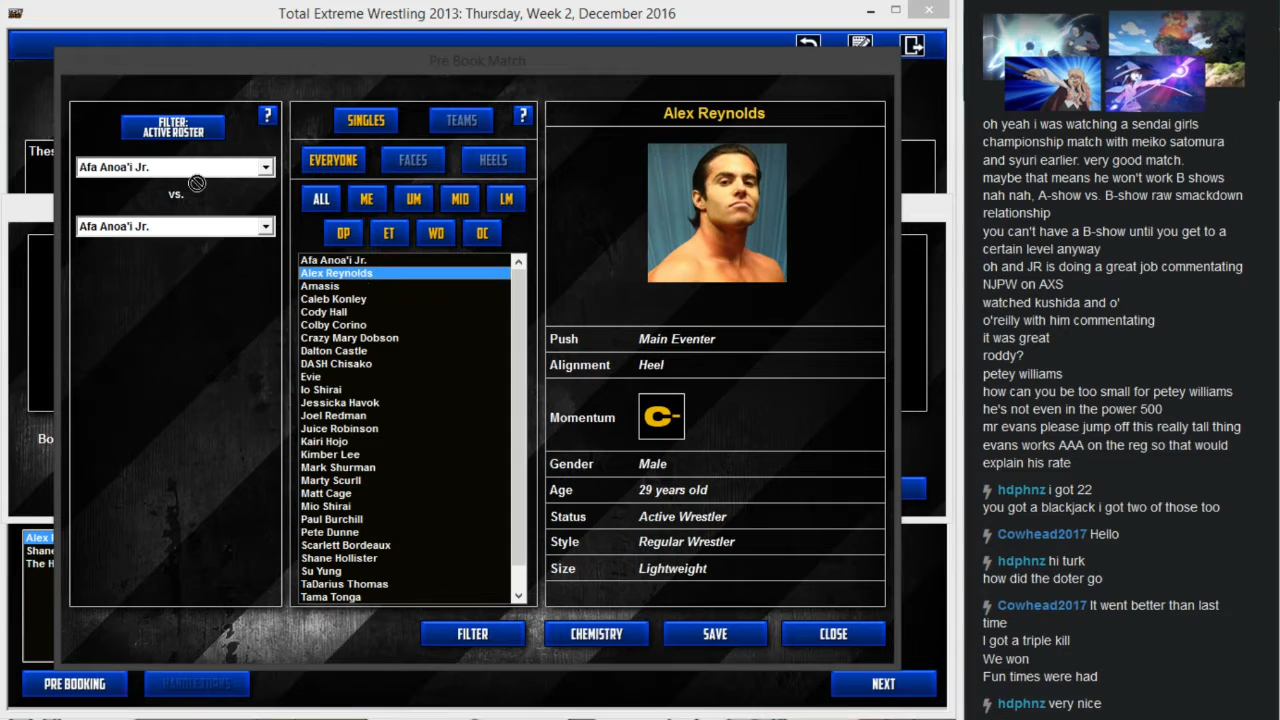 Total Extreme Wrestling 2013: Thursday, Week 2, December 2016
Pre Book Match
FILTER:
ACTIVE ROSTER
?
Afa Anoa'i Jr.
vs.
Afa Anoa'i Jr.
SINGLES
TEAMS
?
EVERYONE
FACES
HEELS
ALL
ME
UM
MID
LM
OP
ET
WO
OC
Afa Anoa'i Jr.
Alex Reynolds
Amasis
Caleb Konley
Cody Hall
Colby Corino
Crazy Mary Dobson
Dalton Castle
DASH Chisako
Evie
Io Shirai
Jessicka Havok
Joel Redman
Juice Robinson
Kairi Hojo
Kimber Lee
Mark Shurman
Marty Scurll
Matt Cage
Mio Shirai
Paul Burchill
Pete Dunne
Scarlett Bordeaux
Shane Hollister
Su Yung
TaDarius Thomas
Tama Tonga
Alex Reynolds
Push Main Eventer
Alignment Heel
Momentum C-
Gender Male
Age 29 years old
Status Active Wrestler
Style Regular Wrestler
Size Lightweight
FILTER
CHEMISTRY
SAVE
CLOSE
Thes
Bo
Alex
Shane
The H
PRE BOOKING
NEXT
oh yeah i was watching a sendai girls
championship match with meiko satomura
and syuri earlier. very good match.
maybe that means he won't work B shows
nah nah, A-show vs. B-show raw smackdown
relationship
you can't have a B-show until you get to a
certain level anyway
oh and JR is doing a great job commentating
NJPW on AXS
watched kushida and o'
o'reilly with him commentating
it was great
roddy?
petey williams
how can you be too small for petey williams
he's not even in the power 500
mr evans please jump off this really tall thing
evans works AAA on the reg so that would
explain his rate
hdphnz i got 22
you got a blackjack i got two of those too
Cowhead2017 Hello
hdphnz hi turk
how did the doter go
Cowhead2017 It went better than last
time
I got a triple kill
We won
Fun times were had
hdphnz very nice